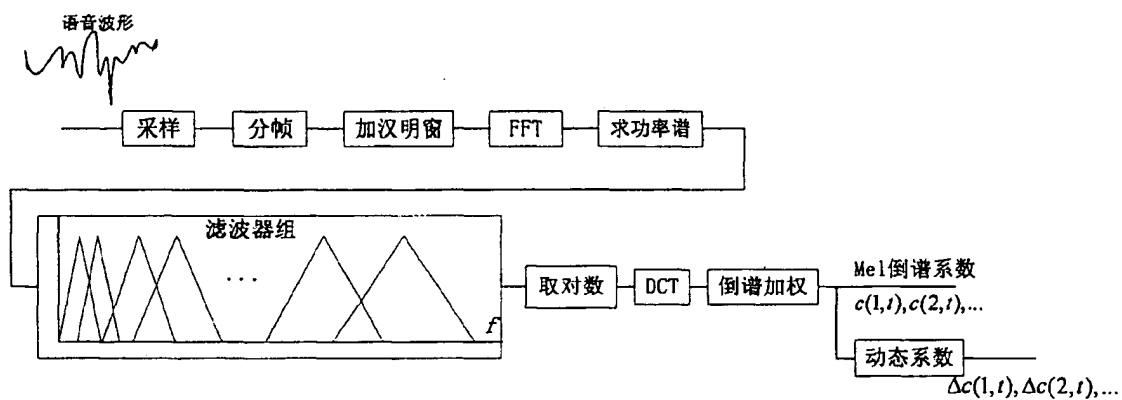 语音波形
采样
分帧
加汉明窗
FFT
求功率谱
滤波器组
...
f
取对数
DCT
倒谱加权
Mel倒谱系数
c(1,t),c(2,t),...
动态系数
Δc(1,t),Δc(2,t),...